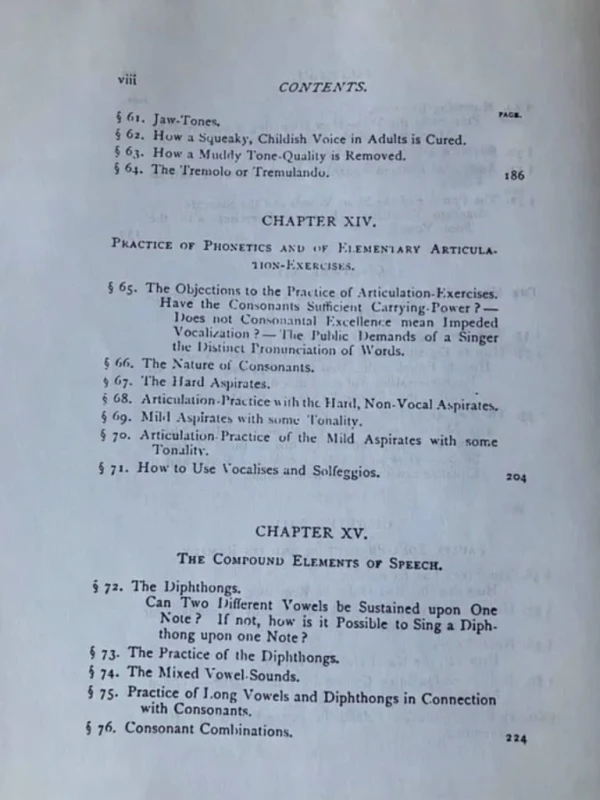 viii
CONTENTS.
PAGE.
§ 61. Jaw-Tones.
§ 62. How a Squeaky, Childish Voice in Adults is Cured.
§ 63. How a Muddy Tone-Quality is Removed.
§ 64. The Tremolo or Tremulando. 186
CHAPTER XIV.
PRACTICE OF PHONETICS AND OF ELEMENTARY ARTICULA-
TION-EXERCISES.
§ 65. The Objections to the Practice of Articulation-Exercises.
Have the Consonants Sufficient Carrying-Power?—
Does not Consonantal Excellence mean Impeded
Vocalization?—The Public Demands of a Singer
the Distinct Pronunciation of Words.
§ 66. The Nature of Consonants.
§ 67. The Hard Aspirates.
§ 68. Articulation-Practice with the Hard, Non-Vocal Aspirates.
§ 69. Mild Aspirates with some Tonality.
§ 70. Articulation-Practice of the Mild Aspirates with some
Tonality.
§ 71. How to Use Vocalises and Solfeggios. 204
CHAPTER XV.
THE COMPOUND ELEMENTS OF SPEECH.
§ 72. The Diphthongs.
Can Two Different Vowels be Sustained upon One
Note? If not, how is it Possible to Sing a Diph-
thong upon one Note?
§ 73. The Practice of the Diphthongs.
§ 74. The Mixed Vowel-Sounds.
§ 75. Practice of Long Vowels and Diphthongs in Connection
with Consonants.
§ 76. Consonant Combinations. 224